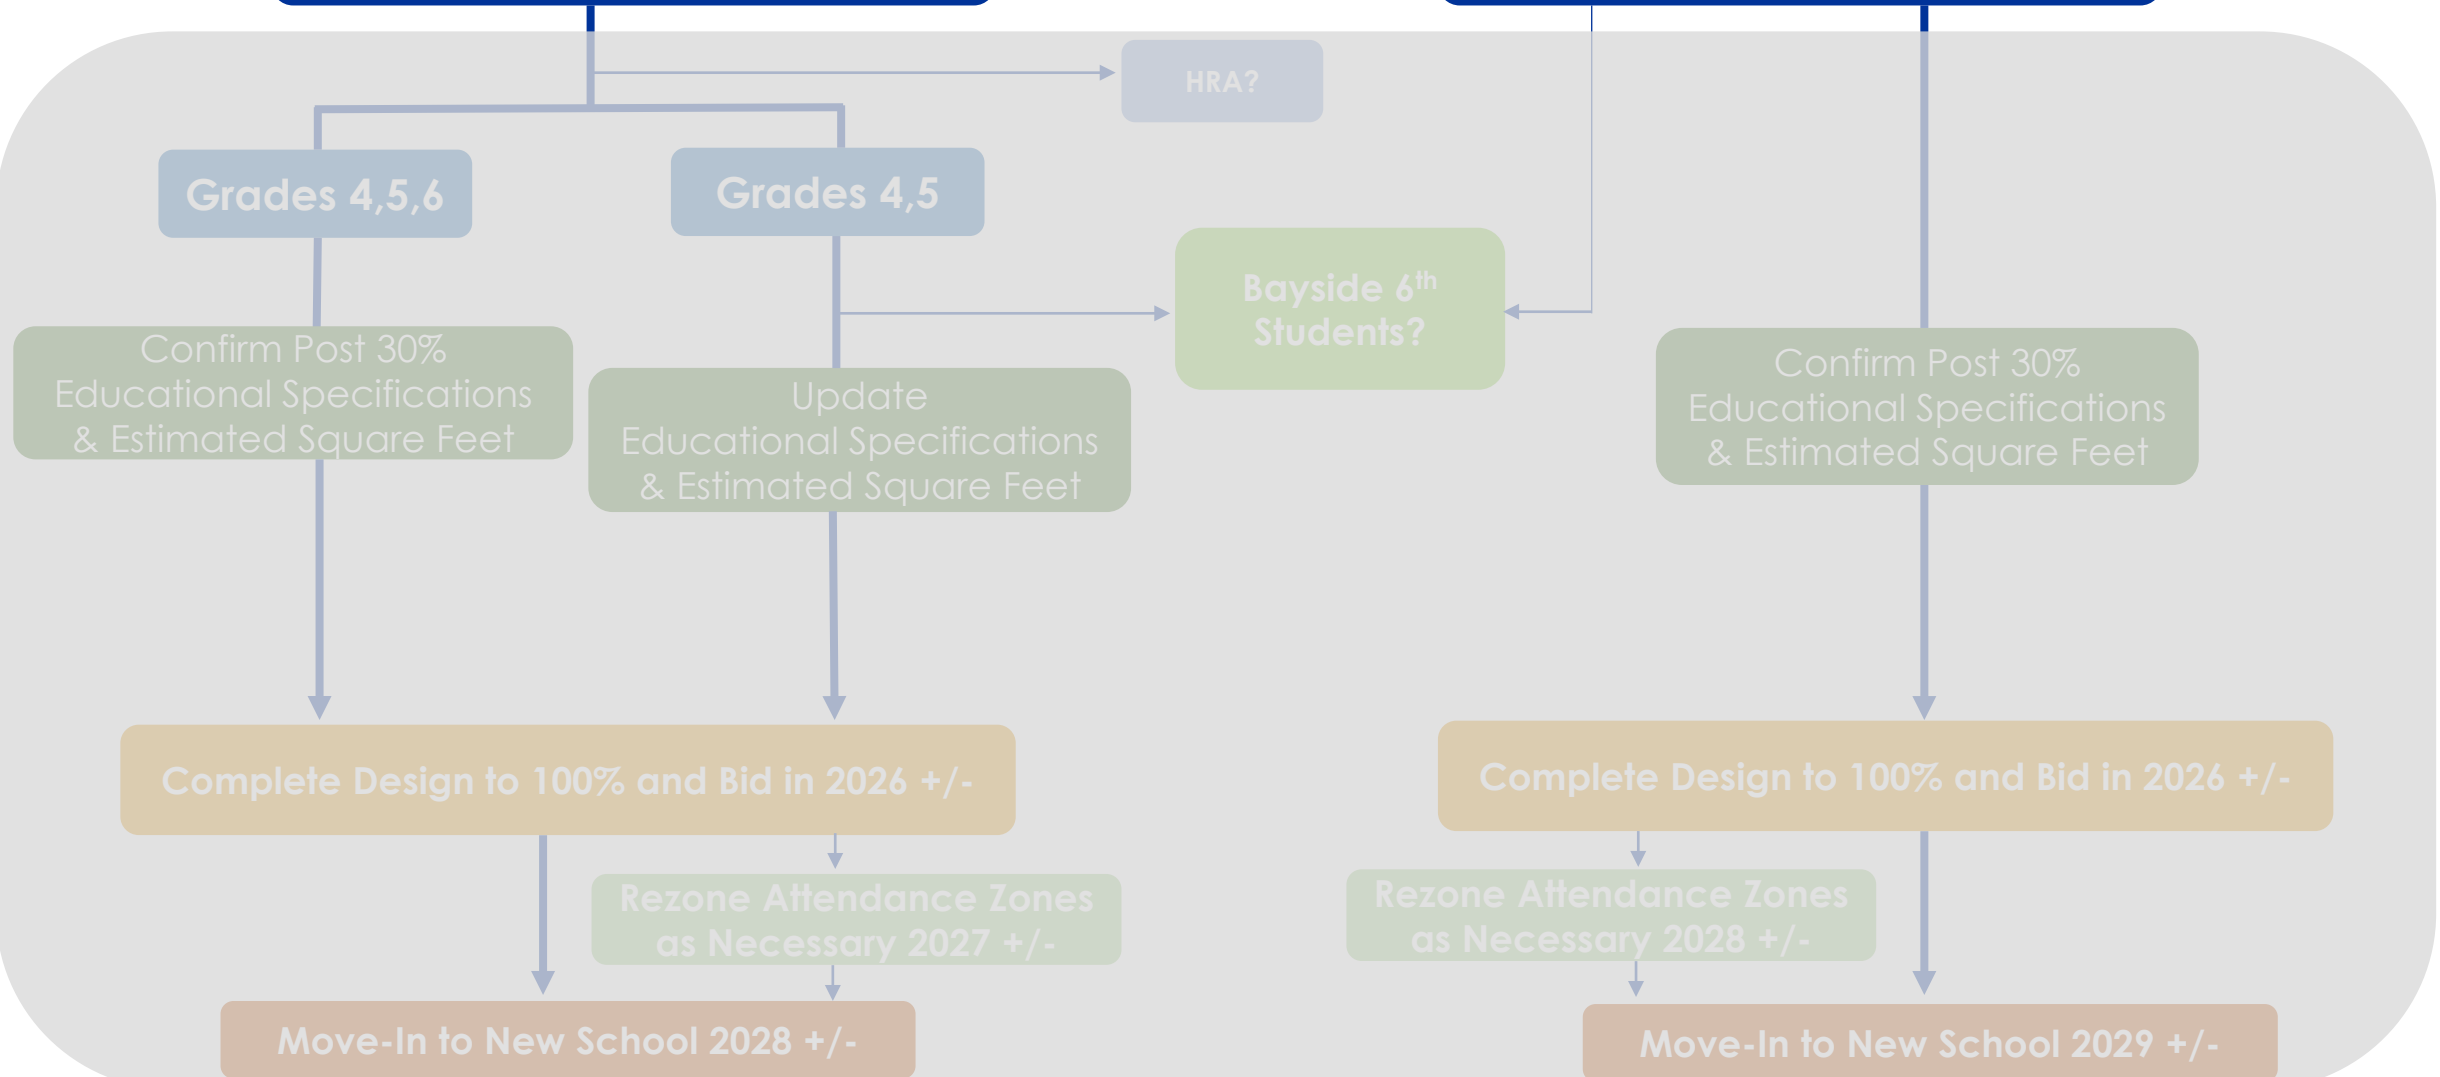 HRA?
Grades 4,5,6
Grades 4,5
Bayside 6th
Students?
Confirm Post 30%
Educational Specifications
& Estimated Square Feet
Update
Educational Specifications
& Estimated Square Feet
Confirm Post 30%
Educational Specifications
& Estimated Square Feet
Complete Design to 100% and Bid in 2026 +/-
Complete Design to 100% and Bid in 2026 +/-
Rezone Attendance Zones
as Necessary 2027 +/-
Rezone Attendance Zones
as Necessary 2028 +/-
Move-In to New School 2028 +/-
Move-In to New School 2029 +/-